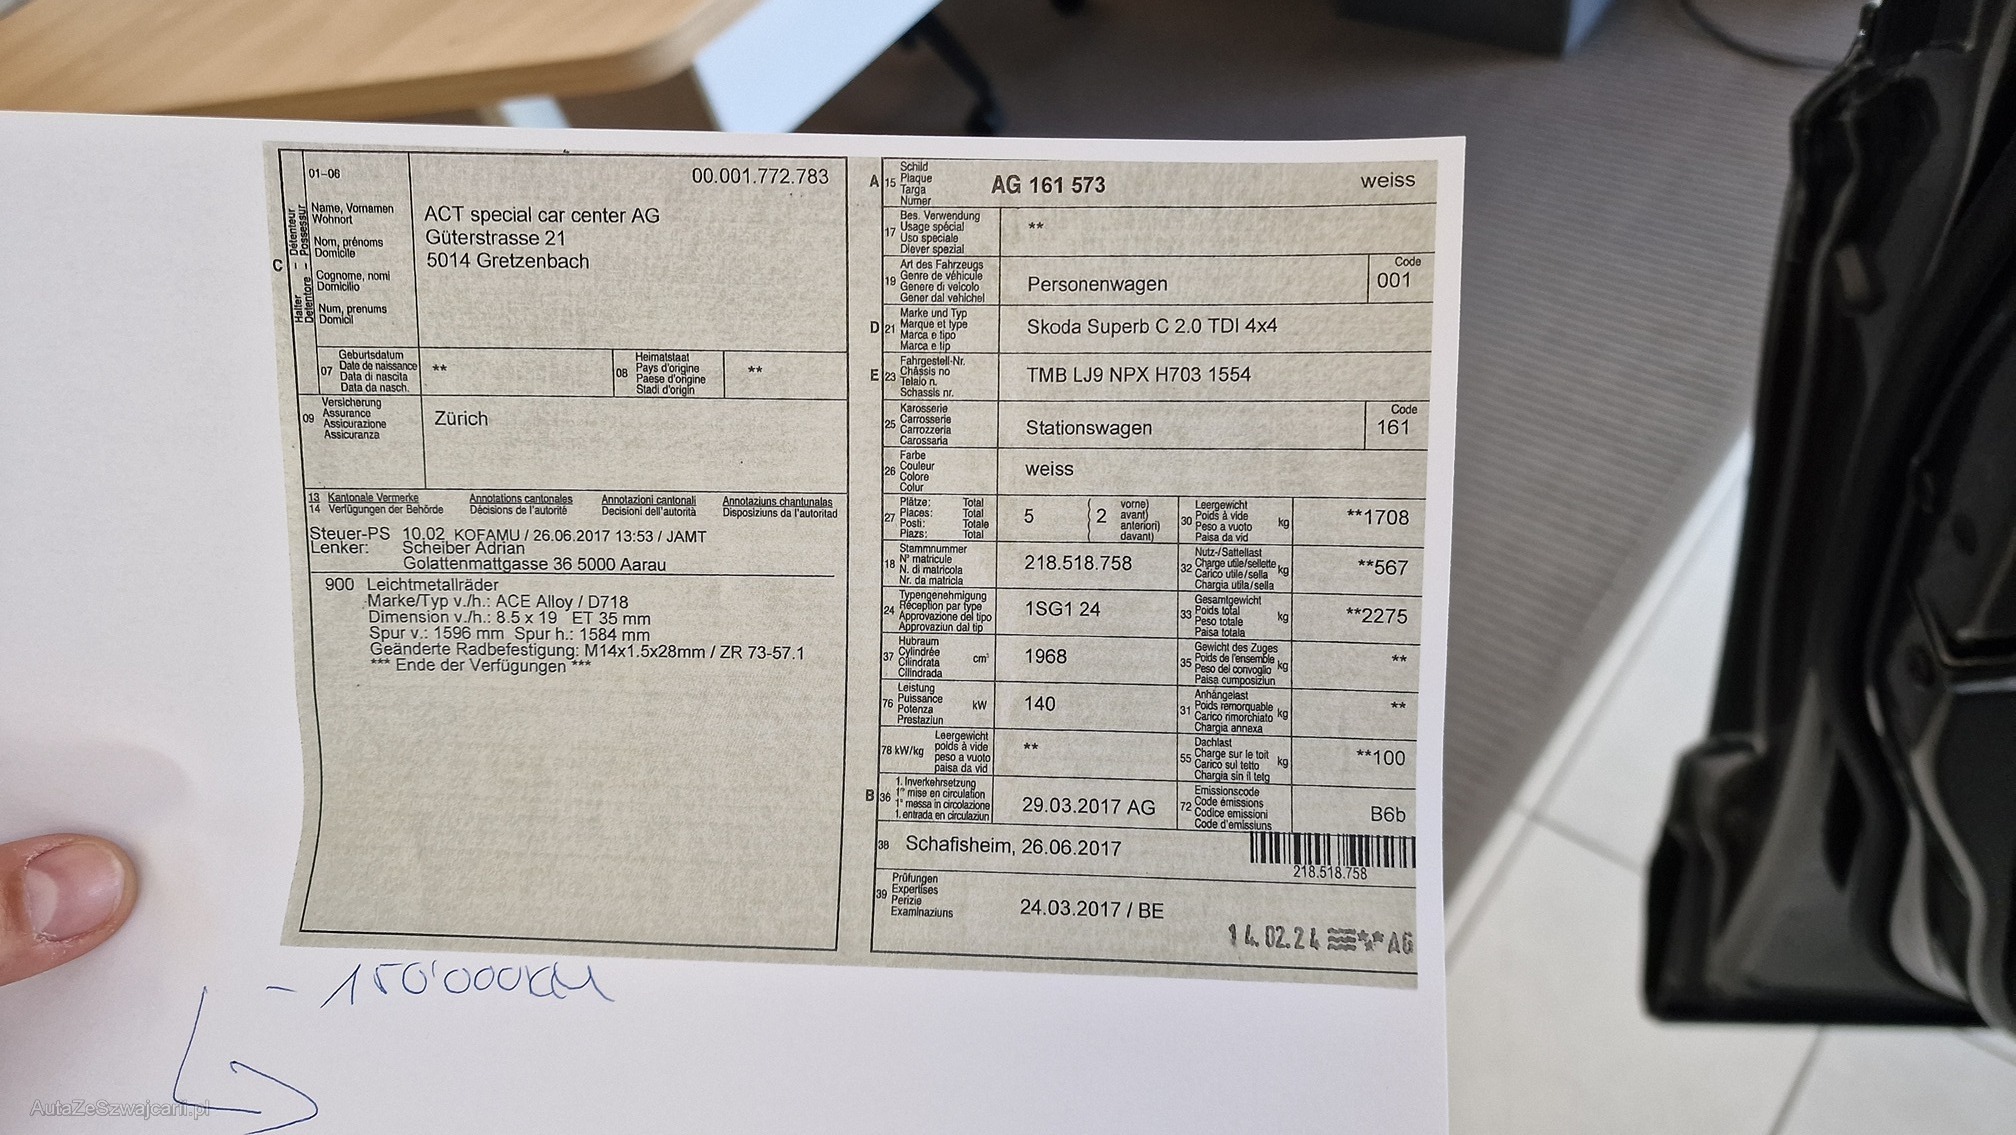 01-06
00.001.772.783
C
Halter – Détenteur
Detentore – Possessur
Name, Vornamen
Wohnort
Nom, prénoms
Domicile
Cognome, nomi
Domicilio
Num, prenums
Domicil
ACT special car center AG
Güterstrasse 21
5014 Gretzenbach
07
Geburtsdatum
Date de naissance
Data di nascita
Data da nasch.
**
08
Heimatstaat
Pays d'origine
Paese d'origine
Stadi d'origin
**
09
Versicherung
Assurance
Assicurazione
Assicuranza
Zürich
13 Kantonale Vermerke Annotations cantonales Annotazioni cantonali Annotaziuns chantunalas
14 Verfügungen der Behörde Décisions de l'autorité Decisioni dell'autorità Disposiziuns da l'autoritad
Steuer-PS 10.02 KOFAMU / 26.06.2017 13:53 / JAMT
Lenker: Scheiber Adrian
Golattenmattgasse 36 5000 Aarau
900 Leichtmetallräder
Marke/Typ v./h.: ACE Alloy / D718
Dimension v./h.: 8.5 x 19 ET 35 mm
Spur v.: 1596 mm Spur h.: 1584 mm
Geänderte Radbefestigung: M14x1.5x28mm / ZR 73-57.1
*** Ende der Verfügungen ***
A 15
Schild
Plaque
Targa
Numer
AG 161 573 weiss
17
Bes. Verwendung
Usage spécial
Uso speciale
Diever spezial
**
19
Art des Fahrzeugs
Genre de véhicule
Genere di veicolo
Gener dal vehichel
Personenwagen
Code
001
D 21
Marke und Typ
Marque et type
Marca e tipo
Marca e tip
Skoda Superb C 2.0 TDI 4x4
E 23
Fahrgestell-Nr.
Châssis no
Telaio n.
Schassis nr.
TMB LJ9 NPX H703 1554
25
Karosserie
Carrosserie
Carrozzeria
Carossaria
Stationswagen
Code
161
26
Farbe
Couleur
Colore
Colur
weiss
27
Plätze: Total
Places: Total
Posti: Totale
Plazs: Total
5
( 2
vorne)
avant)
anteriori)
davant)
30
Leergewicht
Poids à vide
Peso a vuoto
Paisa da vid
kg
**1708
18
Stammnummer
N° matricule
N. di matricola
Nr. da matricla
218.518.758
32
Nutz-/Sattellast
Charge utile/sellette
Carico utile/sella
Chargia utila/sella
kg
**567
24
Typengenehmigung
Réception par type
Approvazione del tipo
Approvaziun dal tip
1SG1 24
33
Gesamtgewicht
Poids total
Peso totale
Paisa totala
kg
**2275
37
Hubraum
Cylindrée
Cilindrata
Cilindrada
cm³
1968
35
Gewicht des Zuges
Poids de l'ensemble
Peso del convoglio
Paisa cumposiziun
kg
**
76
Leistung
Puissance
Potenza
Prestaziun
kW
140
31
Anhängelast
Poids remorquable
Carico rimorchiato
Chargia annexa
kg
**
78 kW/kg
Leergewicht
poids à vide
peso a vuoto
paisa da vid
**
55
Dachlast
Charge sur le toit
Carico sul tetto
Chargia sin il tetg
kg
**100
B 36
1. Inverkehrsetzung
1re mise en circulation
1a messa in circolazione
1. entrada en circulaziun
29.03.2017 AG
72
Emissionscode
Code émissions
Codice emissioni
Code d'emissiuns
B6b
38 Schafisheim, 26.06.2017
218.518.758
39
Prüfungen
Expertises
Perizie
Examinaziuns
24.03.2017 / BE
14.02.24 ** AG
- 150'000KM
AutaZeSzwajcarii.pl